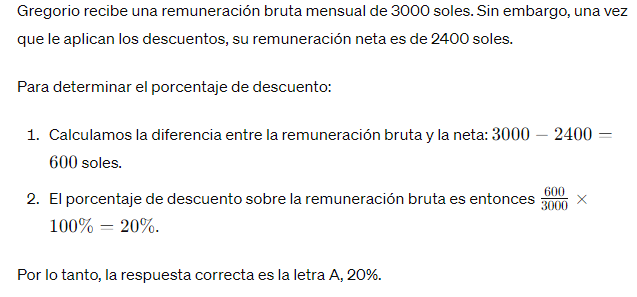 Gregorio recibe una remuneración bruta mensual de 3000 soles. Sin embargo, una vez
que le aplican los descuentos, su remuneración neta es de 2400 soles.
Para determinar el porcentaje de descuento:
1. Calculamos la diferencia entre la remuneración bruta y la neta: 3000 − 2400 =
600 soles.
2. El porcentaje de descuento sobre la remuneración bruta es entonces 600/3000 ×
100% = 20%.
Por lo tanto, la respuesta correcta es la letra A, 20%.